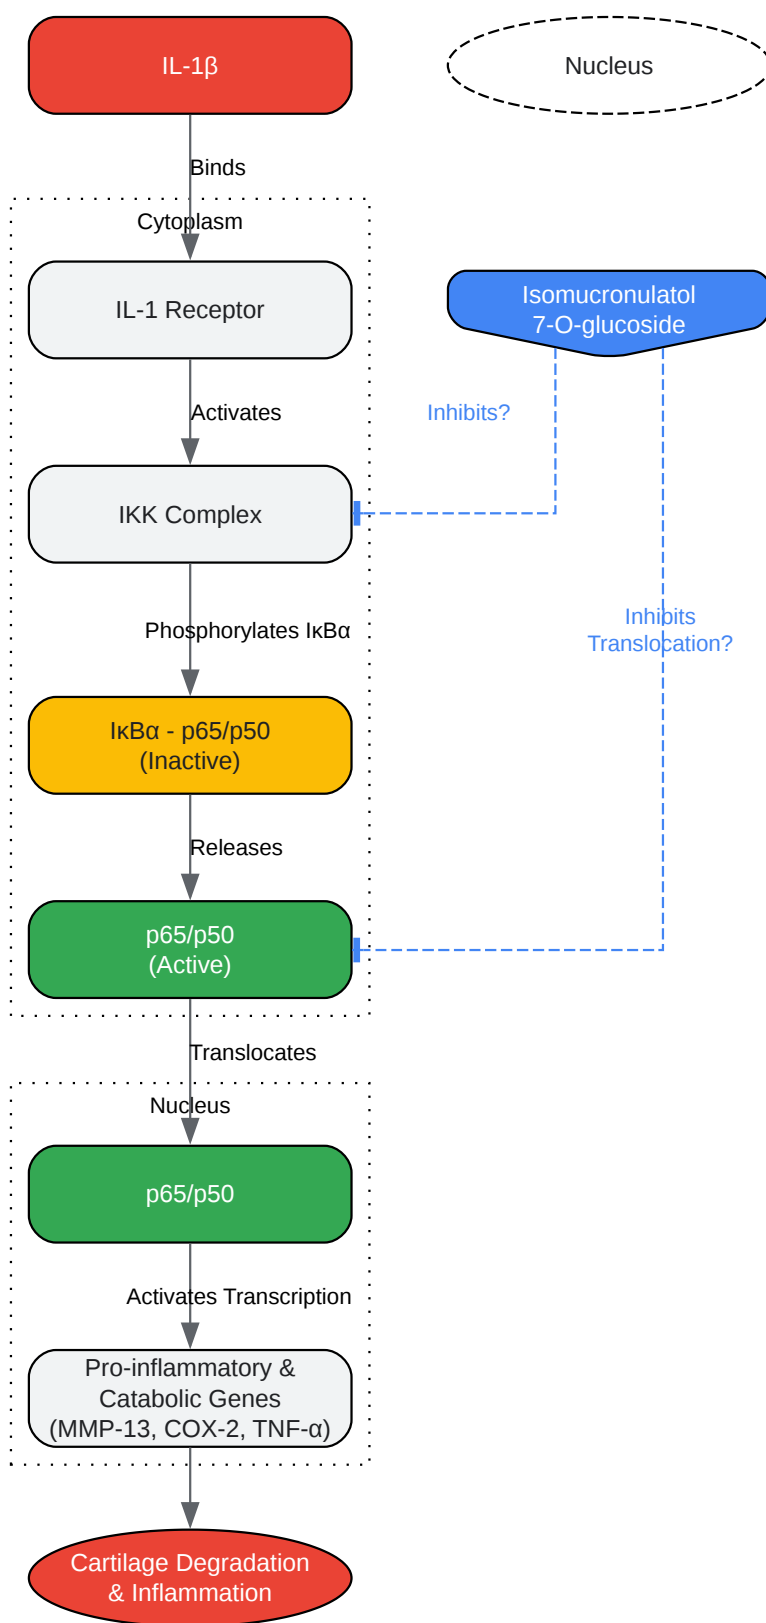 IL-1β
Nucleus
Binds
Cytoplasm
IL-1 Receptor
Isomucronulatol
7-O-glucoside
Activates
Inhibits?
IKK Complex
Phosphorylates IκBα
Inhibits
Translocation?
IκBα - p65/p50
(Inactive)
Releases
p65/p50
(Active)
Translocates
Nucleus
p65/p50
Activates Transcription
Pro-inflammatory &
Catabolic Genes
(MMP-13, COX-2, TNF-α)
Cartilage Degradation
& Inflammation